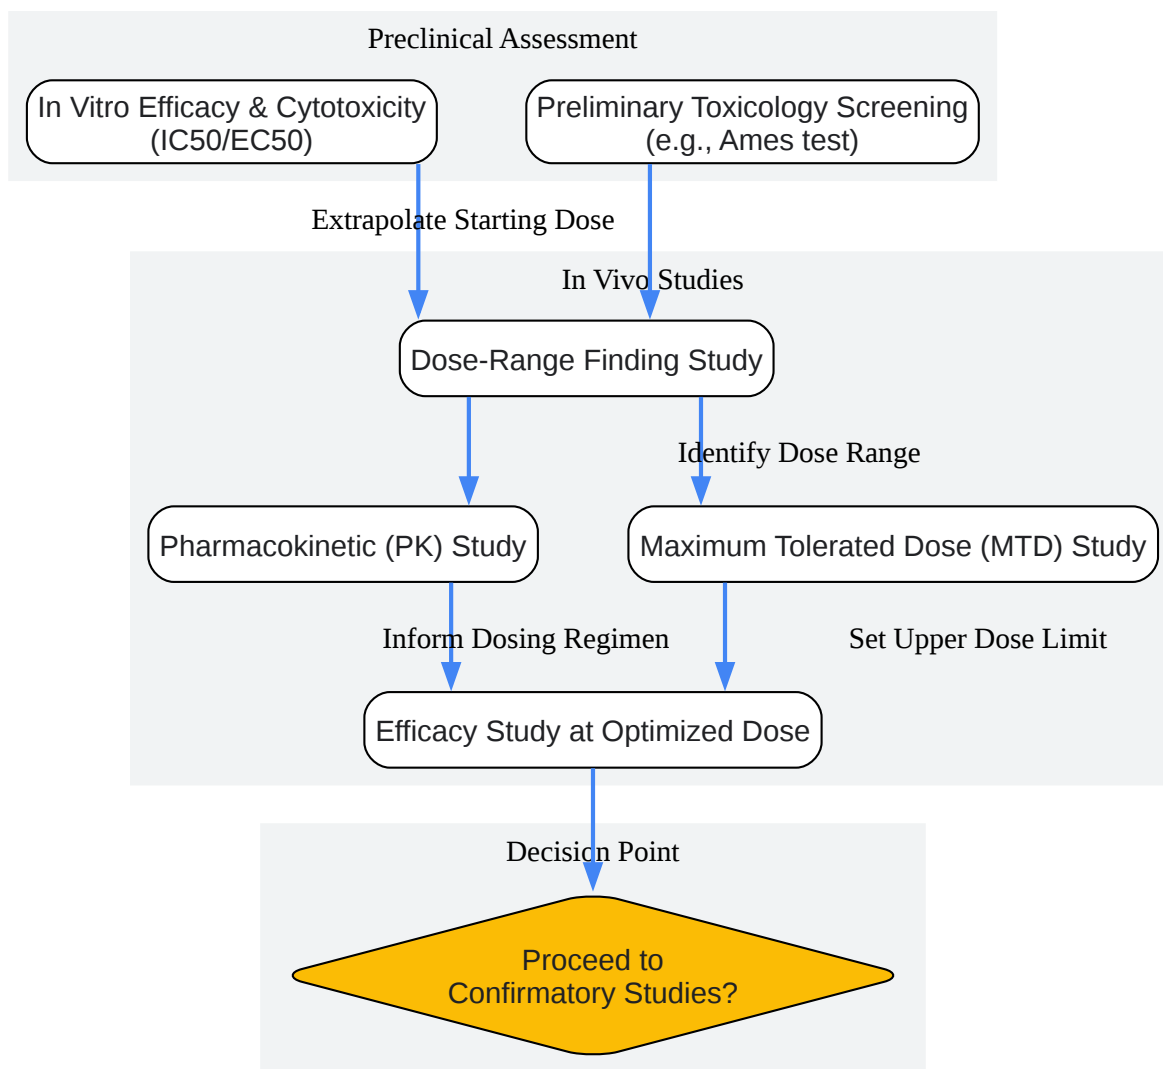 Preclinical Assessment
In Vitro Efficacy & Cytotoxicity
(IC50/EC50)
Preliminary Toxicology Screening
(e.g., Ames test)
Extrapolate Starting Dose
In Vivo Studies
Dose-Range Finding Study
Identify Dose Range
Pharmacokinetic (PK) Study
Maximum Tolerated Dose (MTD) Study
Inform Dosing Regimen
Set Upper Dose Limit
Efficacy Study at Optimized Dose
Decision Point
Proceed to
Confirmatory Studies?